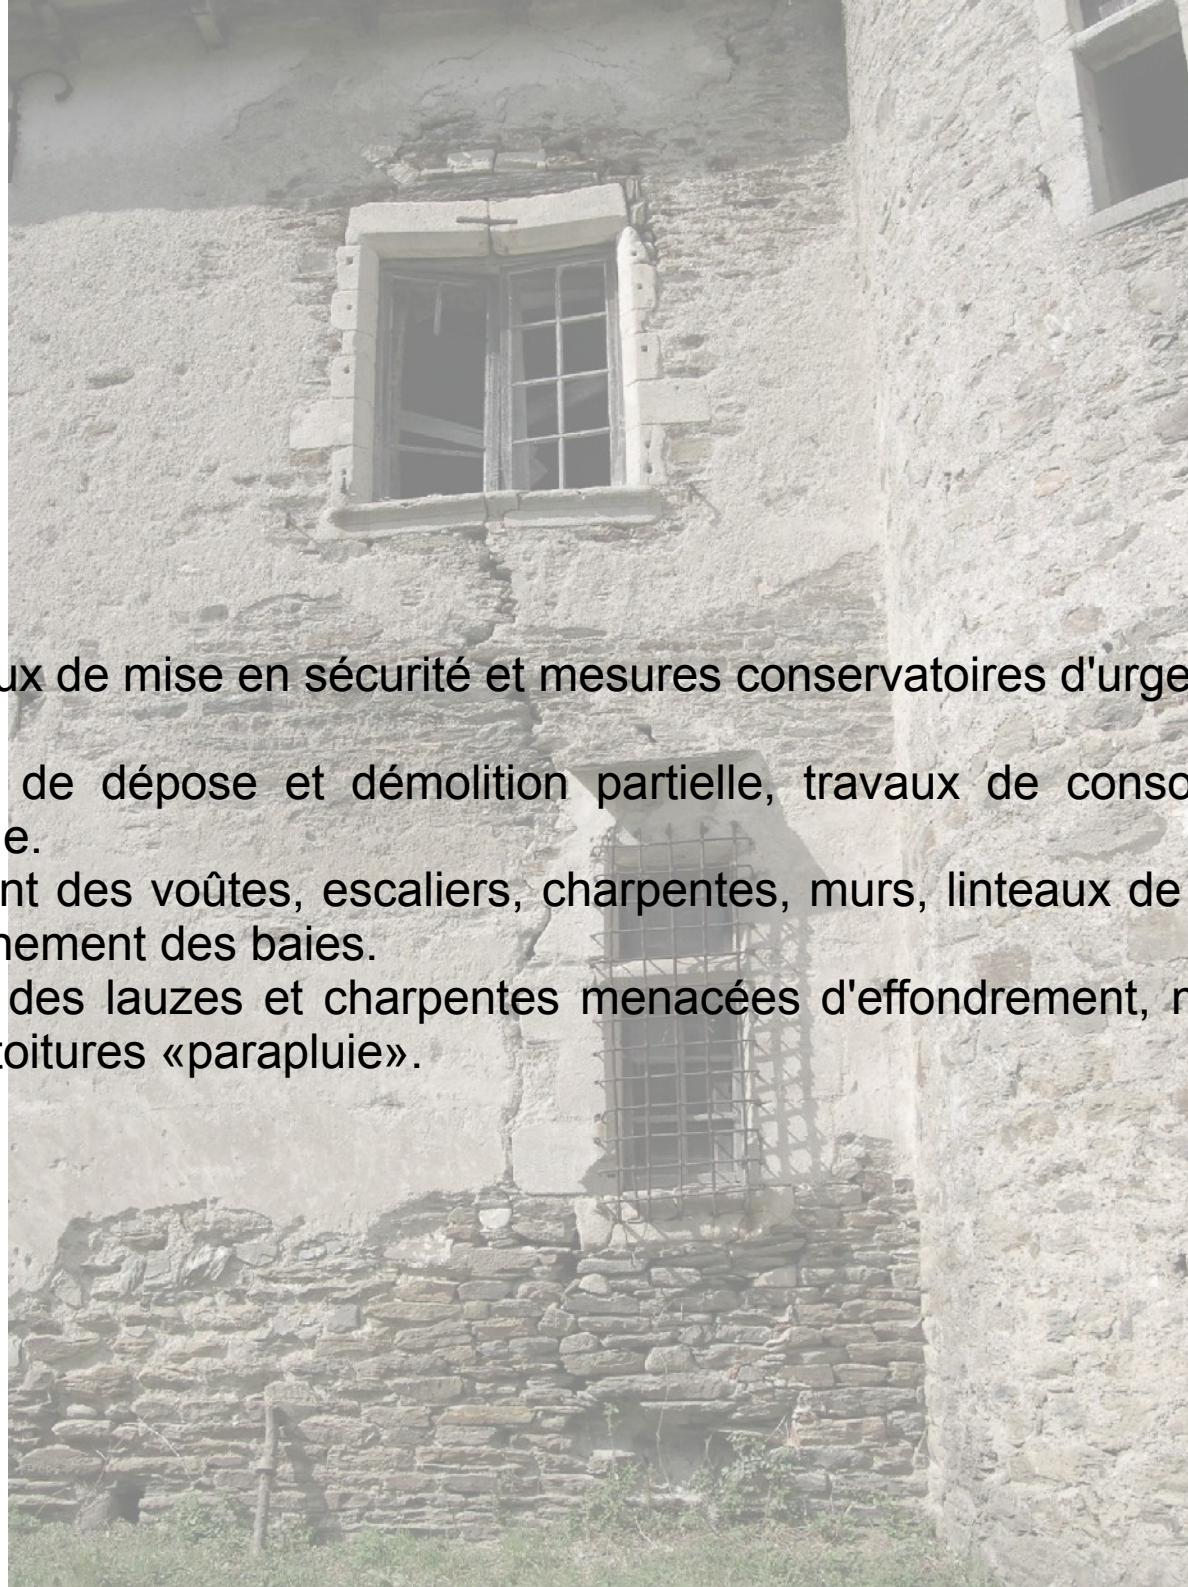 ux de mise en sécurité et mesures conservatoires d'urge
de dépose et démolition partielle, travaux de conso
e.
nt des voûtes, escaliers, charpentes, murs, linteaux de
nement des baies.
des lauzes et charpentes menacées d'effondrement, m
toitures «parapluie».